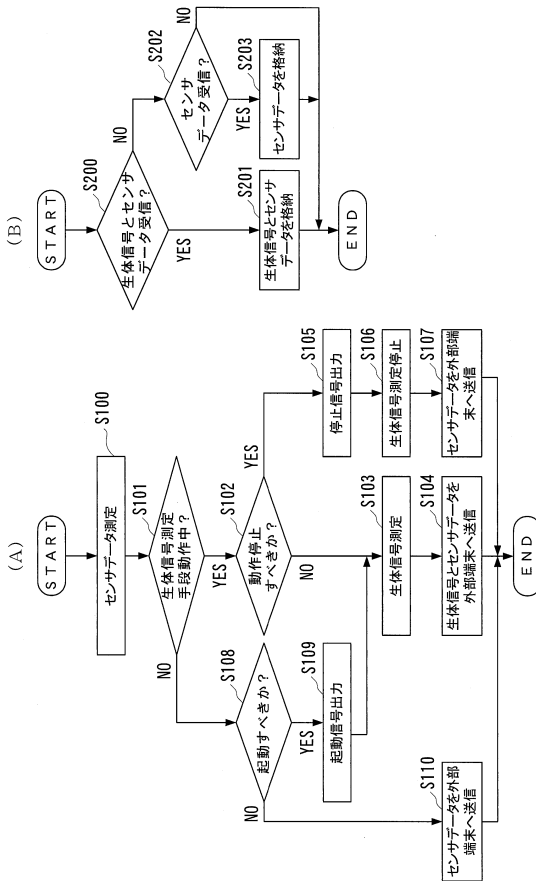 (A)
START
センサデータ測定
S100
生体信号測定
手段動作中?
S101
YES
NO
動作停止
すべきか?
S102
YES
NO
生体信号測定
S103
生体信号とセンサデータを
外部端末へ送信
S104
停止信号出力
S105
生体信号測定停止
S106
センサデータを外部端
末へ送信
S107
起動すべきか?
S108
YES
NO
起動信号出力
S109
センサデータを外部
端末へ送信
S110
END
(B)
START
生体信号とセンサ
データ受信?
S200
YES
NO
生体信号とセンサ
データを格納
S201
センサ
データ受信?
S202
YES
NO
センサデータを格納
S203
END